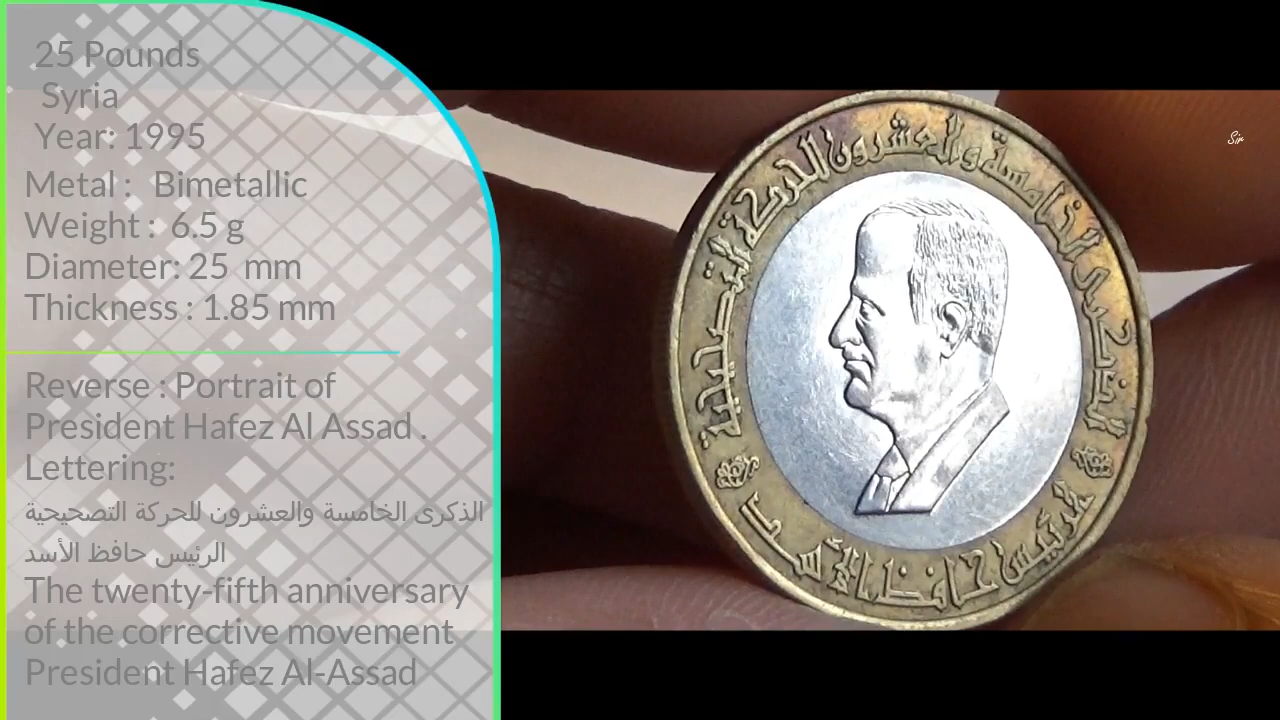 25 Pounds
Syria
Year: 1995
Metal : Bimetallic
Weight : 6.5 g
Diameter: 25 mm
Thickness : 1.85 mm
Reverse : Portrait of
President Hafez Al Assad .
Lettering:
الذكرى الخامسة والعشرون للحركة التصحيحية
الرئيس حافظ الأسد
The twenty-fifth anniversary
of the corrective movement
President Hafez Al-Assad
Sir
الذكرى الخامسة والعشرون للحركة التصحيحية
الرئيس حافظ الأسد